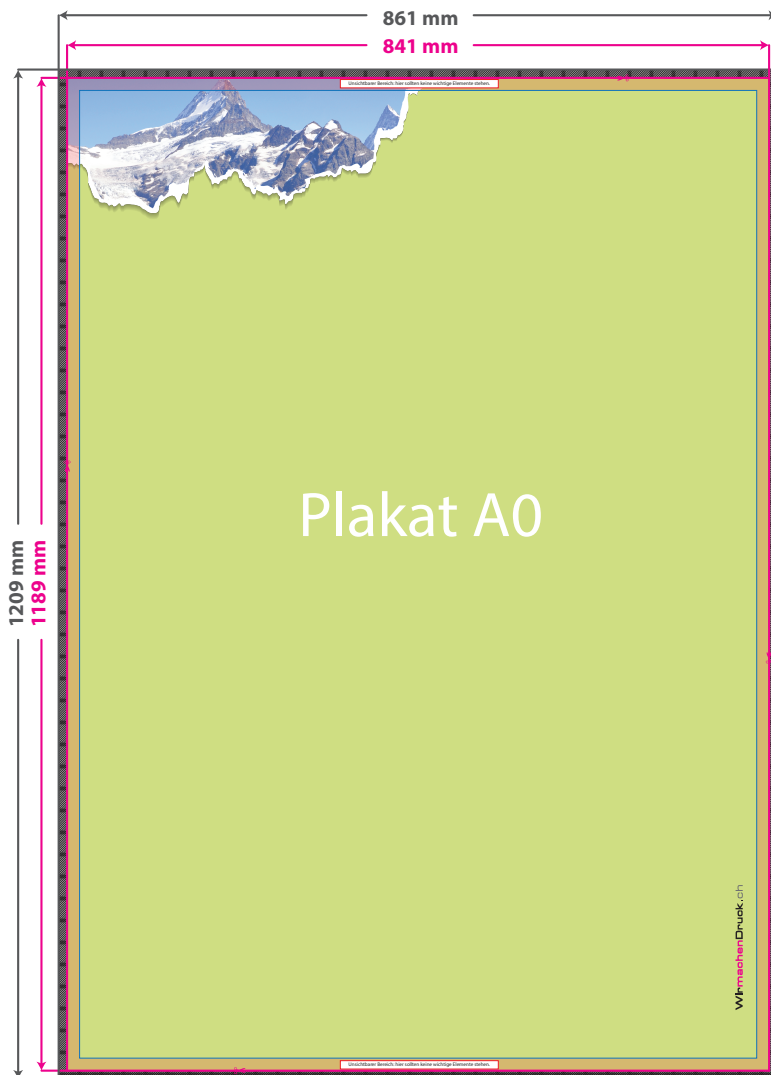 861 mm
841 mm
Unsichtbarer Bereich: hier sollten keine wichtige Elemente stehen.
Plakat A0
1209 mm
1189 mm
WirmachenDruck.ch
Unsichtbarer Bereich: hier sollten keine wichtige Elemente stehen.